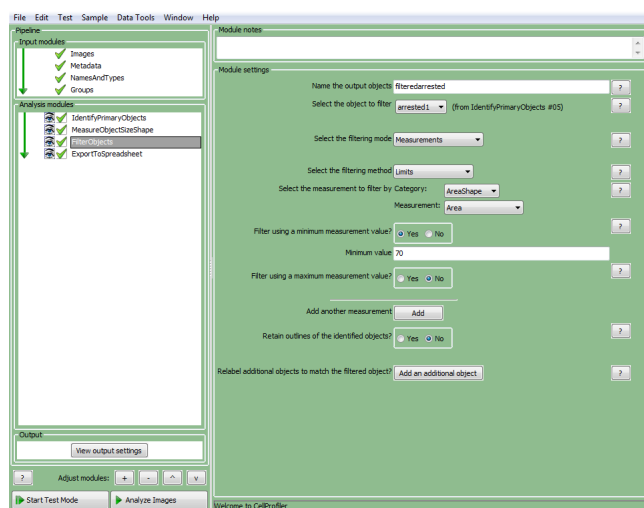 File Edit Test Sample Data Tools Window Help
Pipeline
Input modules
Images
Metadata
NamesAndTypes
Groups
Analysis modules
IdentifyPrimaryObjects
MeasureObjectSizeShape
FilterObjects
ExportToSpreadsheet
Output
View output settings
? Adjust modules: + - ^ v
Start Test Mode Analyze Images
Module notes
Module settings
Name the output objects filteredarrested ?
Select the object to filter arrested1 (from IdentifyPrimaryObjects #05) ?
Select the filtering mode Measurements ?
Select the filtering method Limits ?
Select the measurement to filter by Category: AreaShape ?
Measurement: Area
Filter using a minimum measurement value? Yes No ?
Minimum value 70
Filter using a maximum measurement value? Yes No ?
Add another measurement Add
Retain outlines of the identified objects? Yes No ?
Relabel additional objects to match the filtered object? Add an additional object ?
Welcome to CellProfiler